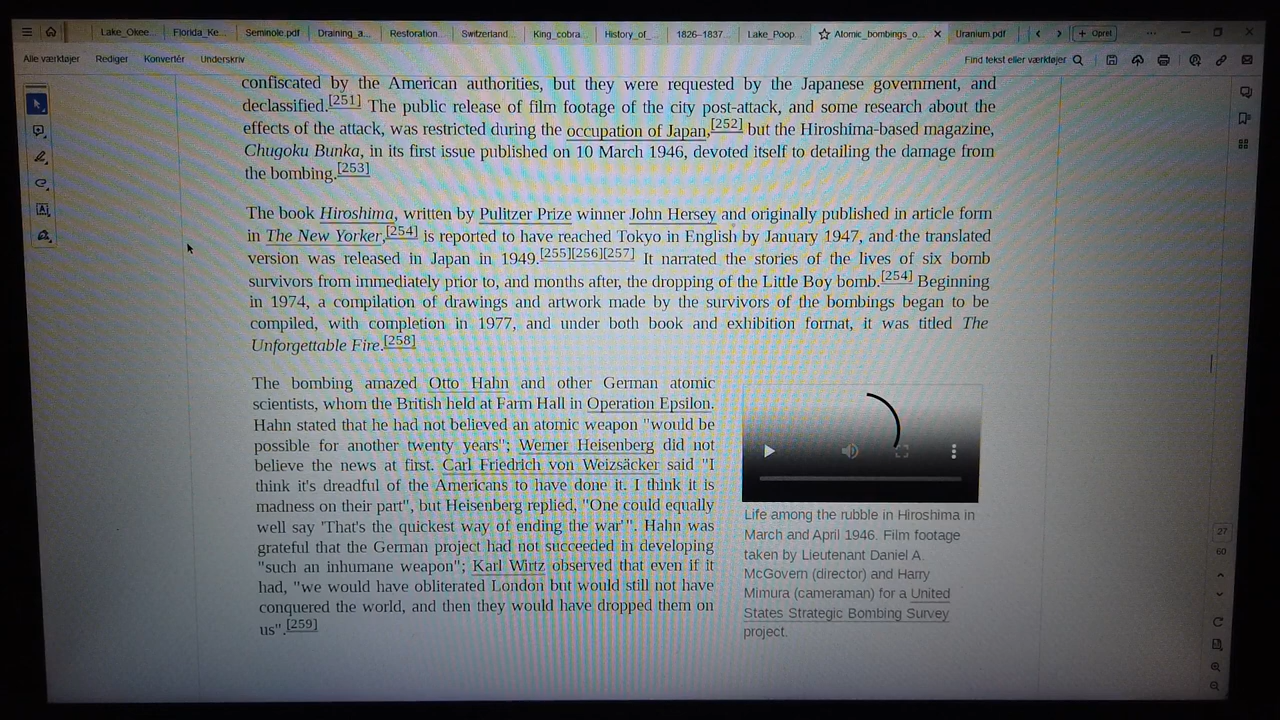 Lake_Okee... Florida_Ke... Seminole.pdf Draining_a... Restoration... Switzerland... King_cobra... History_of_... 1826–1837... Lake_Poop... Atomic_bombings_o... Uranium.pdf + Opret
Alle værktøjer Rediger Konvertér Underskriv Find tekst eller værktøjer
confiscated by the American authorities, but they were requested by the Japanese government, and
declassified.[251] The public release of film footage of the city post-attack, and some research about the
effects of the attack, was restricted during the occupation of Japan,[252] but the Hiroshima-based magazine,
Chugoku Bunka, in its first issue published on 10 March 1946, devoted itself to detailing the damage from
the bombing.[253]
The book Hiroshima, written by Pulitzer Prize winner John Hersey and originally published in article form
in The New Yorker,[254] is reported to have reached Tokyo in English by January 1947, and the translated
version was released in Japan in 1949.[255][256][257] It narrated the stories of the lives of six bomb
survivors from immediately prior to, and months after, the dropping of the Little Boy bomb.[254] Beginning
in 1974, a compilation of drawings and artwork made by the survivors of the bombings began to be
compiled, with completion in 1977, and under both book and exhibition format, it was titled The
Unforgettable Fire.[258]
The bombing amazed Otto Hahn and other German atomic
scientists, whom the British held at Farm Hall in Operation Epsilon.
Hahn stated that he had not believed an atomic weapon "would be
possible for another twenty years"; Werner Heisenberg did not
believe the news at first. Carl Friedrich von Weizsäcker said "I
think it's dreadful of the Americans to have done it. I think it is
madness on their part", but Heisenberg replied, "One could equally
well say 'That's the quickest way of ending the war'". Hahn was
grateful that the German project had not succeeded in developing
"such an inhumane weapon"; Karl Wirtz observed that even if it
had, "we would have obliterated London but would still not have
conquered the world, and then they would have dropped them on
us".[259]
Life among the rubble in Hiroshima in
March and April 1946. Film footage
taken by Lieutenant Daniel A.
McGovern (director) and Harry
Mimura (cameraman) for a United
States Strategic Bombing Survey
project.
27
60